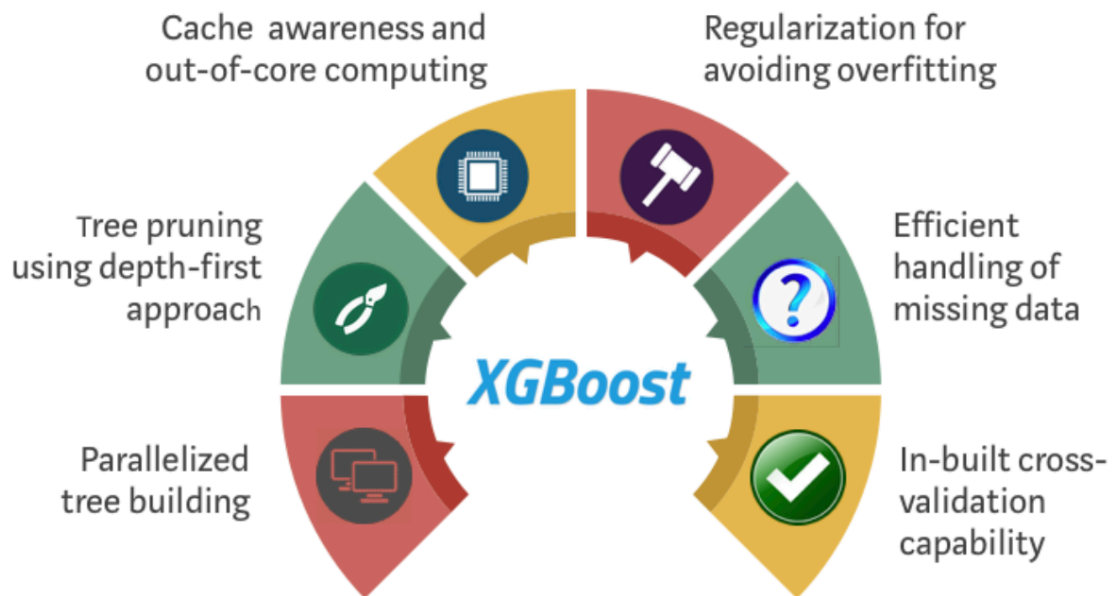 Cache awareness and
out-of-core computing
Regularization for
avoiding overfitting
Tree pruning
using depth-first
approach
Efficient
handling of
missing data
XGBoost
Parallelized
tree building
In-built cross-
validation
capability